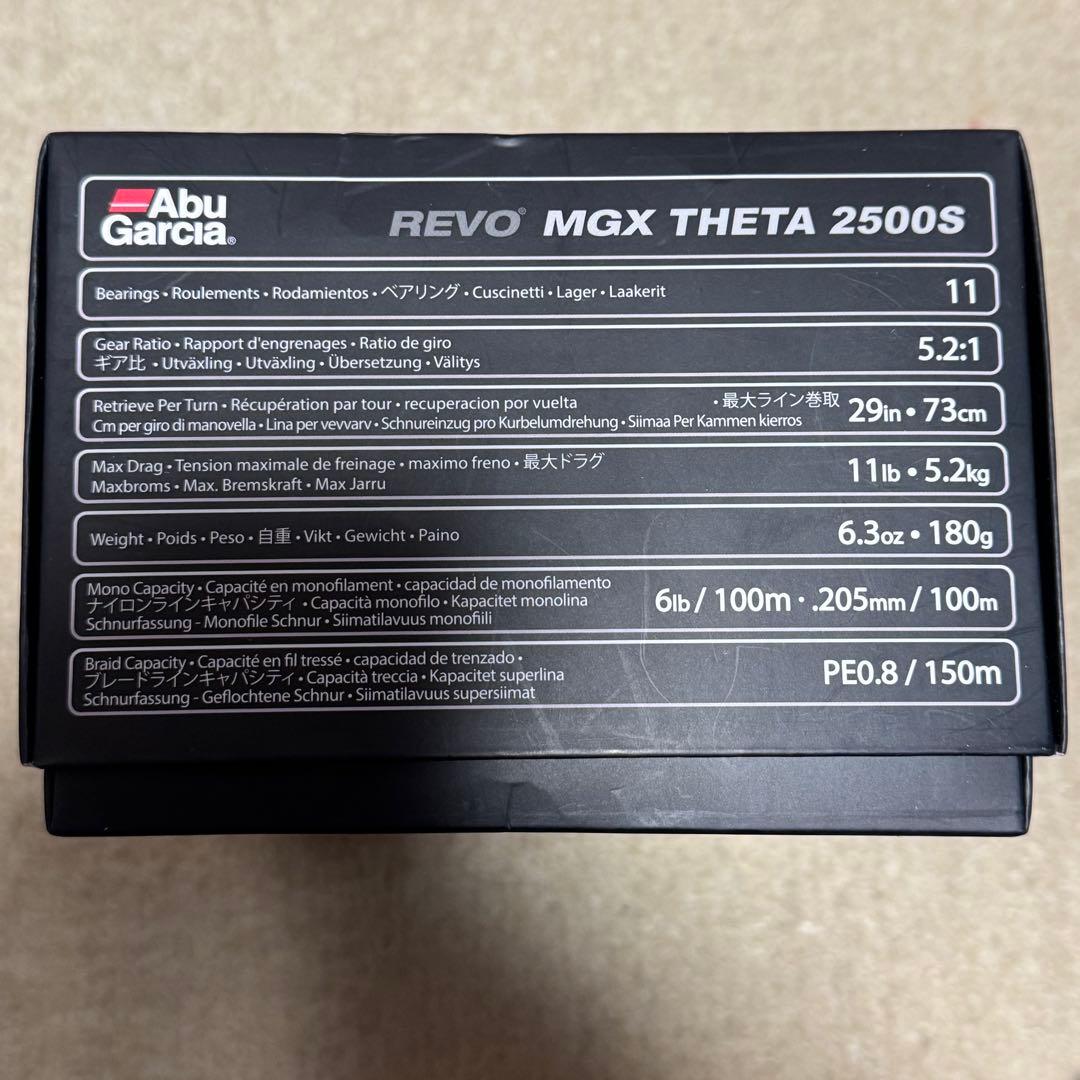 Abu
Garcia®
REVO® MGX THETA 2500S
Bearings • Roulements • Rodamientos • ベアリング • Cuscinetti • Lager • Laakerit
11
Gear Ratio • Rapport d'engrenages • Ratio de giro
ギア比 • Utväxling • Utväxling • Übersetzung • Välitys
5.2:1
Retrieve Per Turn • Récupération par tour • recuperacion por vuelta • 最大ライン巻取
Cm per giro di manovella • Lina per vevvarv • Schnureinzug pro Kurbelumdrehung • Siimaa Per Kammen kierros
29in • 73cm
Max Drag • Tension maximale de freinage • maximo freno • 最大ドラグ
Maxbroms • Max. Bremskraft • Max Jarru
11lb • 5.2kg
Weight • Poids • Peso • 自重 • Vikt • Gewicht • Paino
6.3oz • 180g
Mono Capacity • Capacité en monofilament • capacidad de monofilamento
ナイロンラインキャパシティ • Capacità monofilo • Kapacitet monolina
Schnurfassung - Monofile Schnur • Siimatilavuus monofiili
6lb / 100m · .205mm / 100m
Braid Capacity • Capacité en fil tressé • capacidad de trenzado •
ブレードラインキャパシティ • Capacità treccia • Kapacitet superlina
Schnurfassung - Geflochtene Schnur • Siimatilavuus supersiimat
PE0.8 / 150m